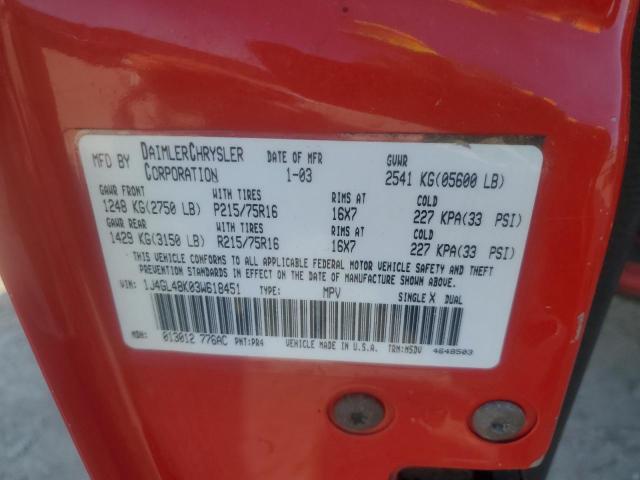 MFD BY DAIMLERCHRYSLER CORPORATION DATE OF MFR 1-03 GVWR 2541 KG(05600 LB)
GAWR FRONT WITH TIRES RIMS AT COLD
1248 KG(2750 LB) P215/75R16 16X7 227 KPA(33 PSI)
GAWR REAR WITH TIRES RIMS AT COLD
1429 KG(3150 LB) R215/75R16 16X7 227 KPA(33 PSI)
THIS VEHICLE CONFORMS TO ALL APPLICABLE FEDERAL MOTOR VEHICLE SAFETY AND THEFT
PREVENTION STANDARDS IN EFFECT ON THE DATE OF MANUFACTURE SHOWN ABOVE.
VIN: 1J4GL48K03W618451 TYPE: MPV SINGLE X DUAL
MDH: 013012 776AC PNT:PR4 VEHICLE MADE IN U.S.A. TRM:M5DV 4648503